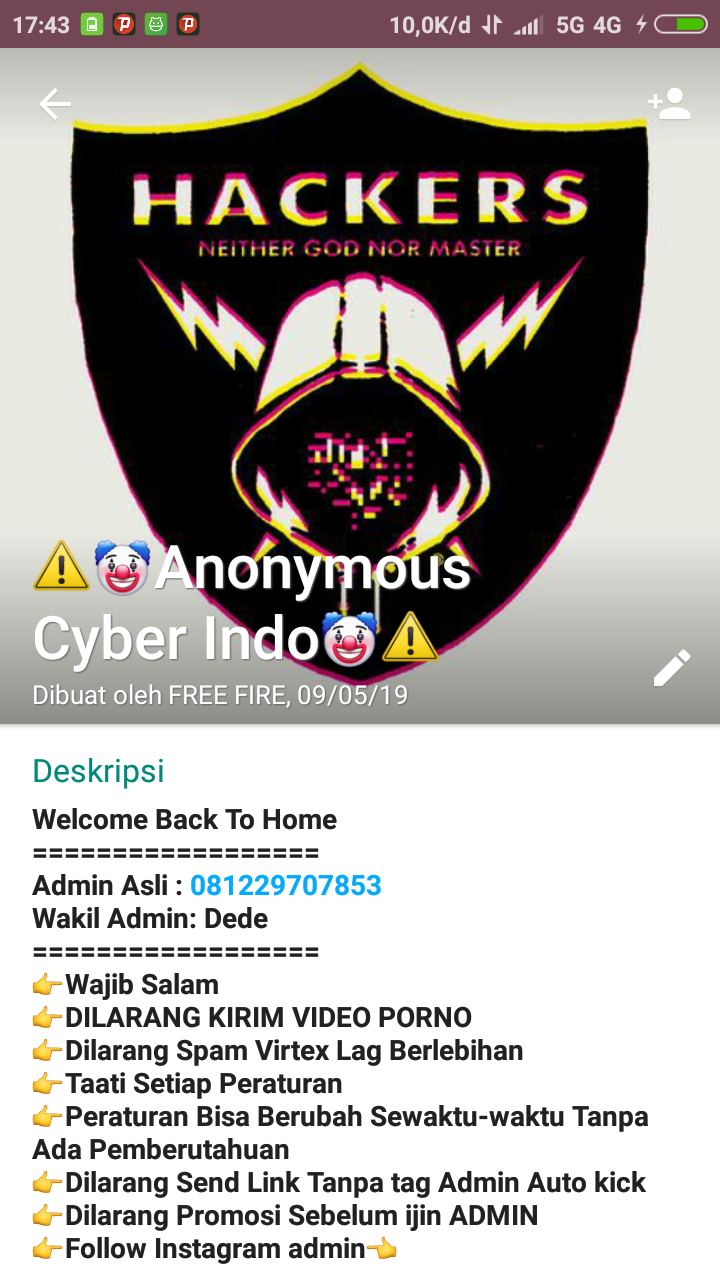 17:43 10,0K/d 5G 4G
HACKERS
NEITHER GOD NOR MASTER
⚠️🤡Anonymous
Cyber Indo🤡⚠️
Dibuat oleh FREE FIRE, 09/05/19
Deskripsi
Welcome Back To Home
==================
Admin Asli : 081229707853
Wakil Admin: Dede
==================
👉Wajib Salam
👉DILARANG KIRIM VIDEO PORNO
👉Dilarang Spam Virtex Lag Berlebihan
👉Taati Setiap Peraturan
👉Peraturan Bisa Berubah Sewaktu-waktu Tanpa
Ada Pemberutahuan
👉Dilarang Send Link Tanpa tag Admin Auto kick
👉Dilarang Promosi Sebelum ijin ADMIN
👉Follow Instagram admin👈